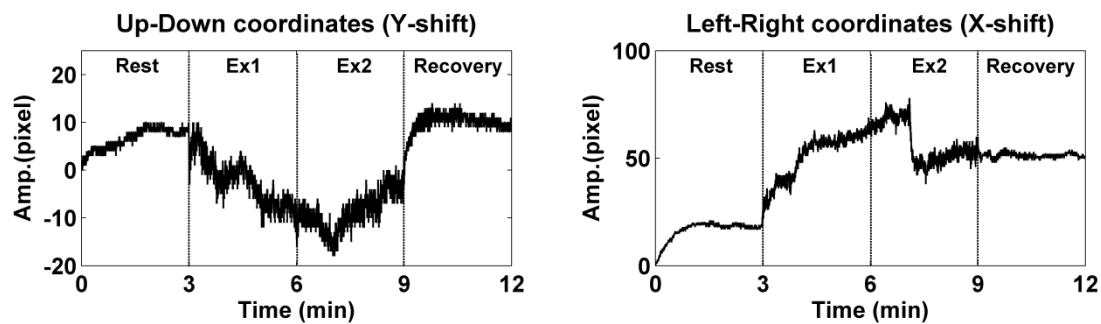 Up-Down coordinates (Y-shift)
Rest Ex1 Ex2 Recovery
20
10
0
-10
-20
Amp.(pixel)
0 3 6 9 12
Time (min)
Left-Right coordinates (X-shift)
Rest Ex1 Ex2 Recovery
100
50
0
Amp.(pixel)
0 3 6 9 12
Time (min)